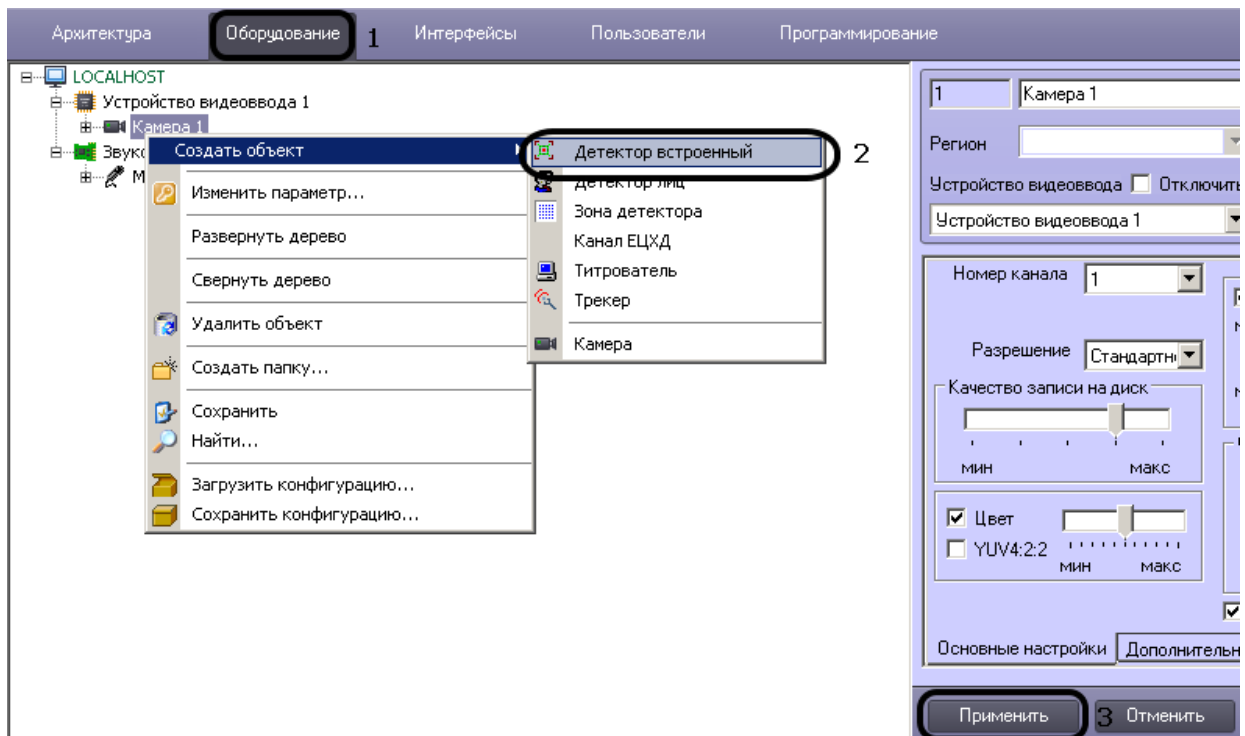 Архитектура Оборудование 1 Интерфейсы Пользователи Программирование
LOCALHOST
Устройство видеоввода 1
Камера 1
Создать объект
Изменить параметр...
Развернуть дерево
Свернуть дерево
Удалить объект
Создать папку...
Сохранить
Найти...
Загрузить конфигурацию...
Сохранить конфигурацию...
Детектор встроенный 2
Детектор лиц
Зона детектора
Канал ЕЦХД
Титрователь
Трекер
Камера
1 Камера 1
Регион
Устройство видеоввода Отключить
Устройство видеоввода 1
Номер канала 1
Разрешение Стандартн
Качество записи на диск
мин макс
Цвет
YUV4:2:2
мин макс
Основные настройки Дополнительн
Применить 3 Отменить